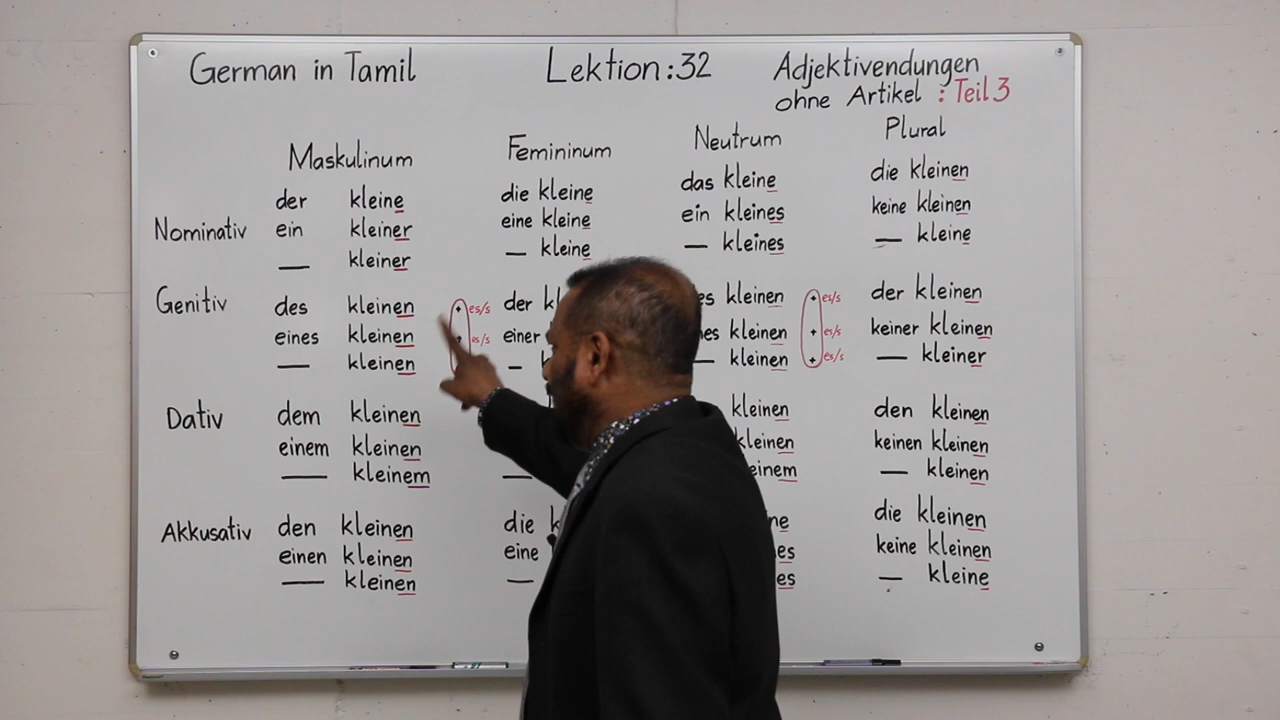 German in Tamil Lektion:32 Adjektivendungen
ohne Artikel : Teil 3
Maskulinum Femininum Neutrum Plural
der kleine die kleine das kleine die kleinen
Nominativ ein kleiner eine kleine ein kleines keine kleinen
— kleiner — kleine — kleines — kleine
Genitiv des kleinen + es/s der kleinen + es/s der kleinen
eines kleinen + es/s einer kleinen + es/s keiner kleinen
— kleinen — — kleinen + es/s — kleiner
Dativ dem kleinen kleinen den kleinen
einem kleinen kleinen keinen kleinen
— kleinem — — kleinen
Akkusativ den kleinen die die kleinen
einen kleinen eine keine kleinen
— kleinen — — kleine